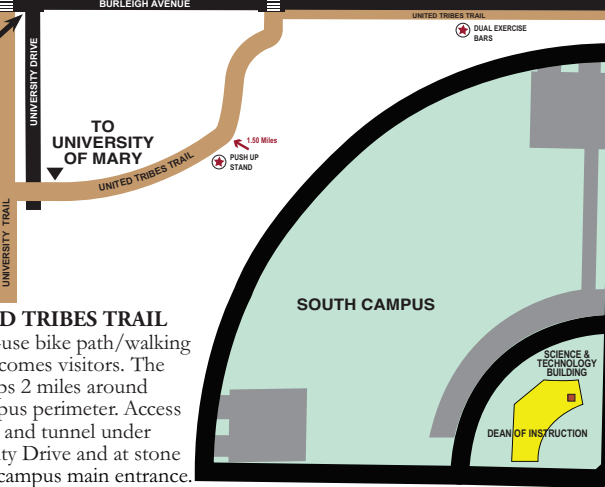 BURLEIGH AVENUE
UNITED TRIBES TRAIL
DUAL EXERCISE
BARS
UNIVERSITY DRIVE
TO
UNIVERSITY
OF MARY
1.50 Miles
PUSH UP
STAND
UNITED TRIBES TRAIL
UNIVERSITY TRAIL
SOUTH CAMPUS
D TRIBES TRAIL
-use bike path/walking
comes visitors. The
ps 2 miles around
pus perimeter. Access
and tunnel under
ty Drive and at stone
campus main entrance.
SCIENCE &
TECHNOLOGY
BUILDING
DEAN OF INSTRUCTION